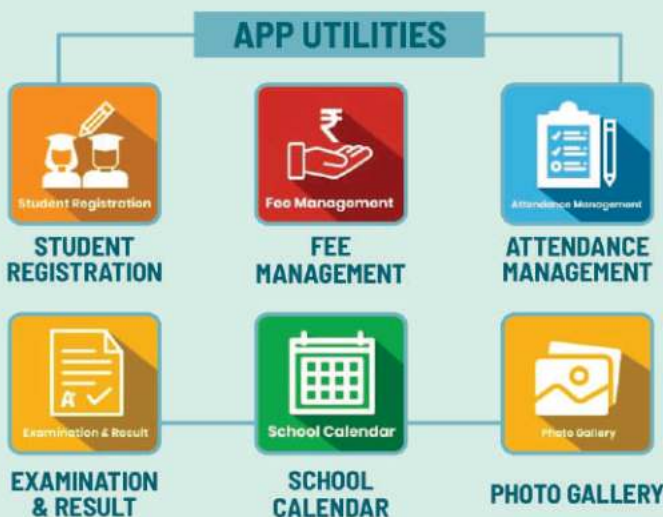 APP UTILITIES
Student Registration
Fee Management
Attendance Management
STUDENT
REGISTRATION
FEE
MANAGEMENT
ATTENDANCE
MANAGEMENT
A+
Examination & Result
School Calendar
Photo Gallery
EXAMINATION
& RESULT
SCHOOL
CALENDAR
PHOTO GALLERY